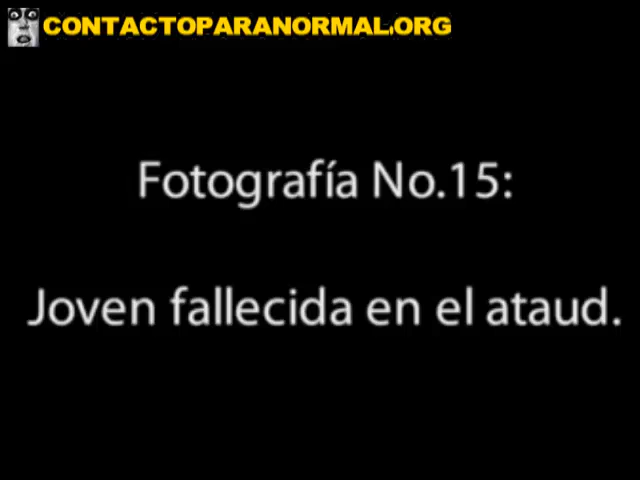 CONTACTOPARANORMAL.ORG
Fotografía No.15:
Joven fallecida en el ataud.